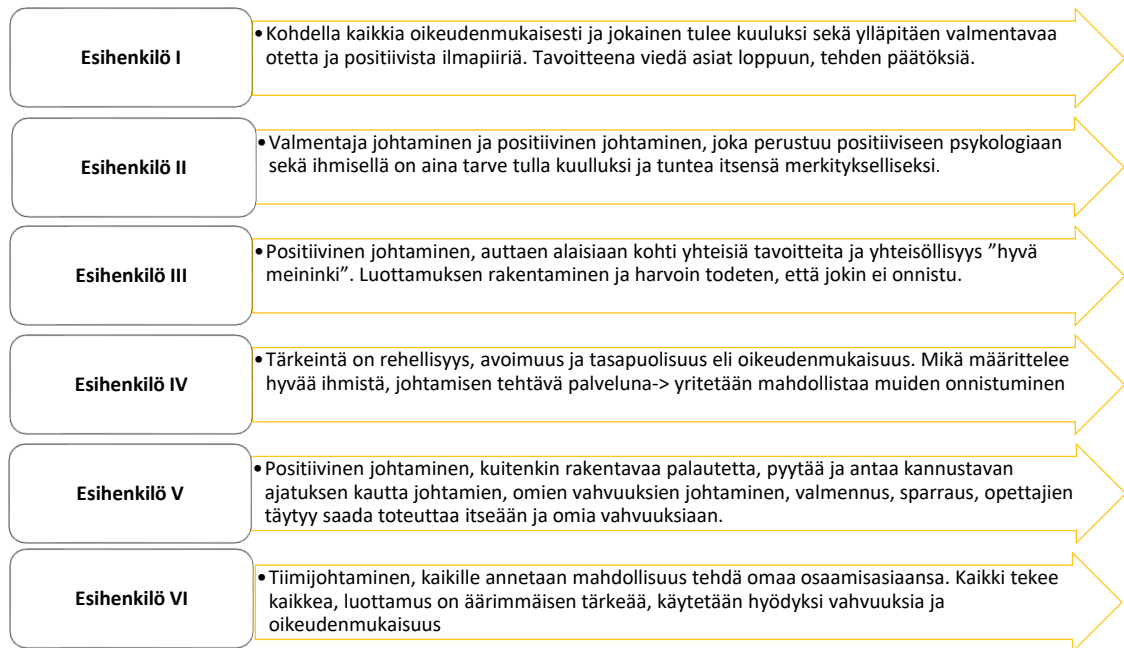 Esihenkilö I
•Kohdella kaikkia oikeudenmukaisesti ja jokainen tulee kuuluksi sekä ylläpitäen valmentavaa
otetta ja positiivista ilmapiiriä. Tavoitteena viedä asiat loppuun, tehden päätöksiä.
Esihenkilö II
•Valmentaja johtaminen ja positiivinen johtaminen, joka perustuu positiiviseen psykologiaan
sekä ihmisellä on aina tarve tulla kuulluksi ja tuntea itsensä merkitykselliseksi.
Esihenkilö III
•Positiivinen johtaminen, auttaen alaisiaan kohti yhteisiä tavoitteita ja yhteisöllisyys ”hyvä
meininki”. Luottamuksen rakentaminen ja harvoin todeten, että jokin ei onnistu.
Esihenkilö IV
•Tärkeintä on rehellisyys, avoimuus ja tasapuolisuus eli oikeudenmukaisuus. Mikä määrittelee
hyvää ihmistä, johtamisen tehtävä palveluna-> yritetään mahdollistaa muiden onnistuminen
Esihenkilö V
•Positiivinen johtaminen, kuitenkin rakentavaa palautetta, pyytää ja antaa kannustavan
ajatuksen kautta johtamien, omien vahvuuksien johtaminen, valmennus, sparraus, opettajien
täytyy saada toteuttaa itseään ja omia vahvuuksiaan.
Esihenkilö VI
•Tiimijohtaminen, kaikille annetaan mahdollisuus tehdä omaa osaamisasiaansa. Kaikki tekee
kaikkea, luottamus on äärimmäisen tärkeää, käytetään hyödyksi vahvuuksia ja
oikeudenmukaisuus